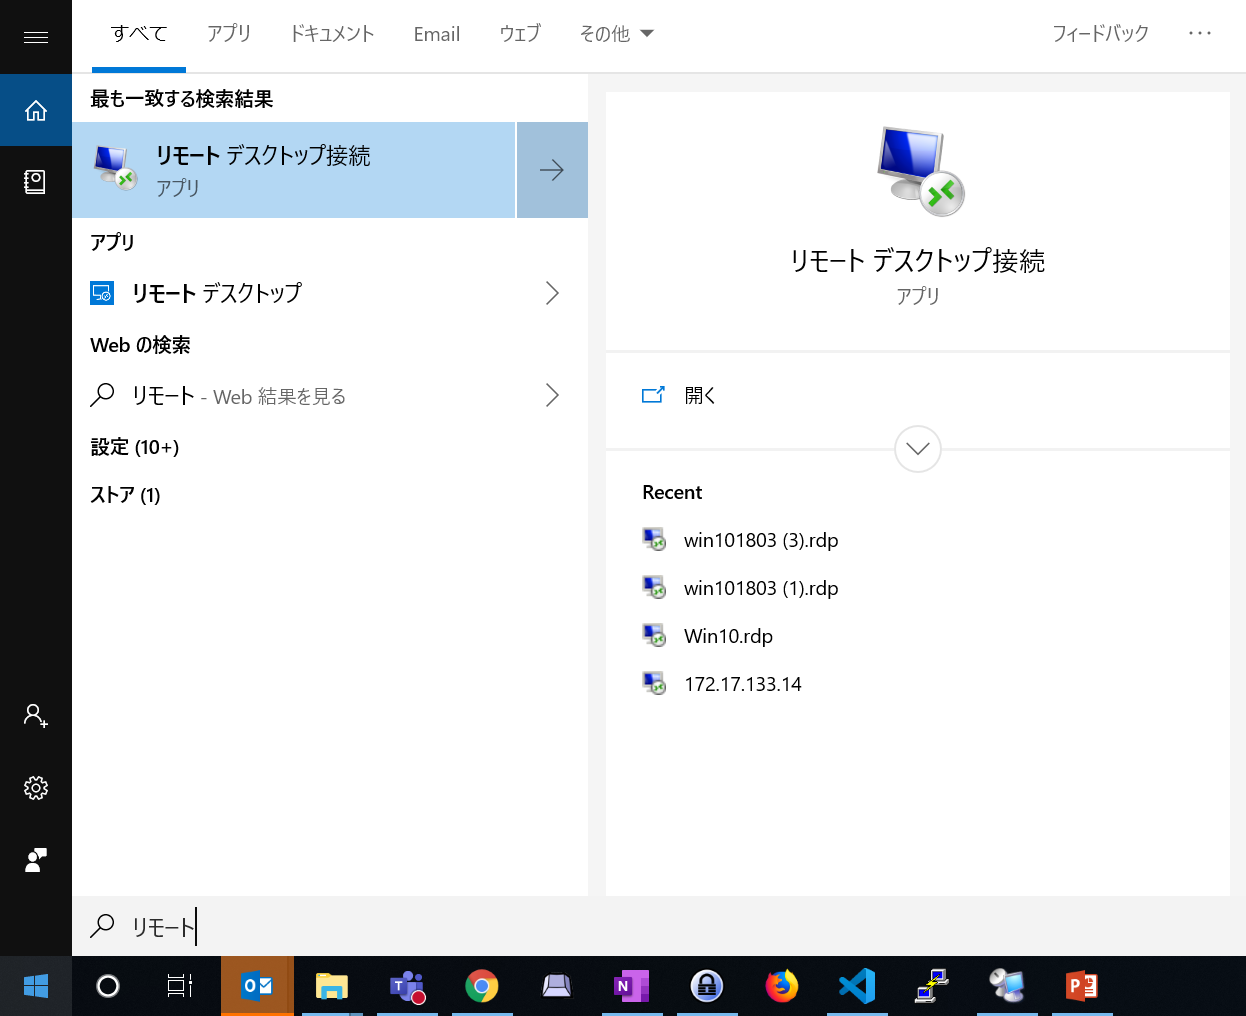 すべて アプリ ドキュメント Email ウェブ その他 フィードバック ···
最も一致する検索結果
リモート デスクトップ接続
アプリ
アプリ
リモート デスクトップ
Web の検索
リモート - Web 結果を見る
設定 (10+)
ストア (1)
リモート デスクトップ接続
アプリ
開く
Recent
win101803 (3).rdp
win101803 (1).rdp
Win10.rdp
172.17.133.14
リモート